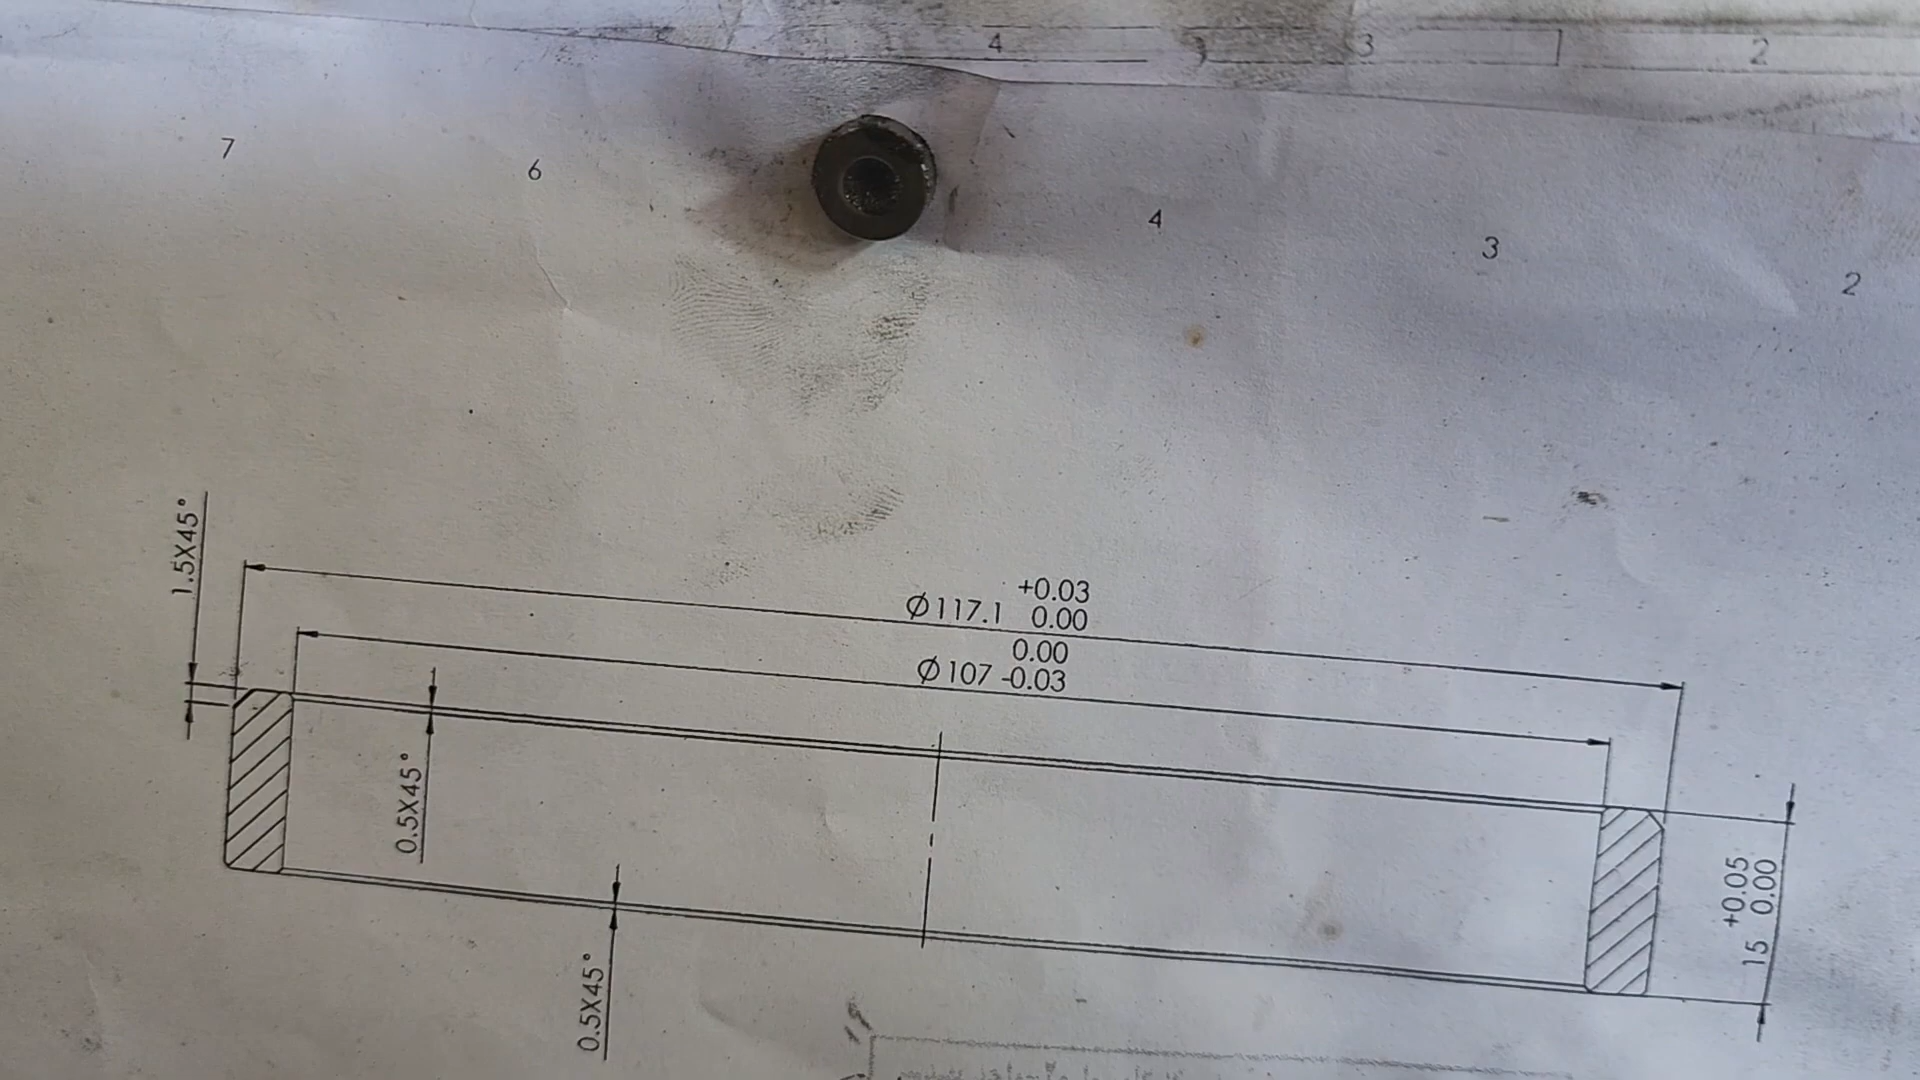 4 3 2
7 6 4 3 2
1.5X45°
+0.03
Ø117.1 0.00
0.00
Ø107 -0.03
0.5X45°
+0.05
15 0.00
0.5X45°